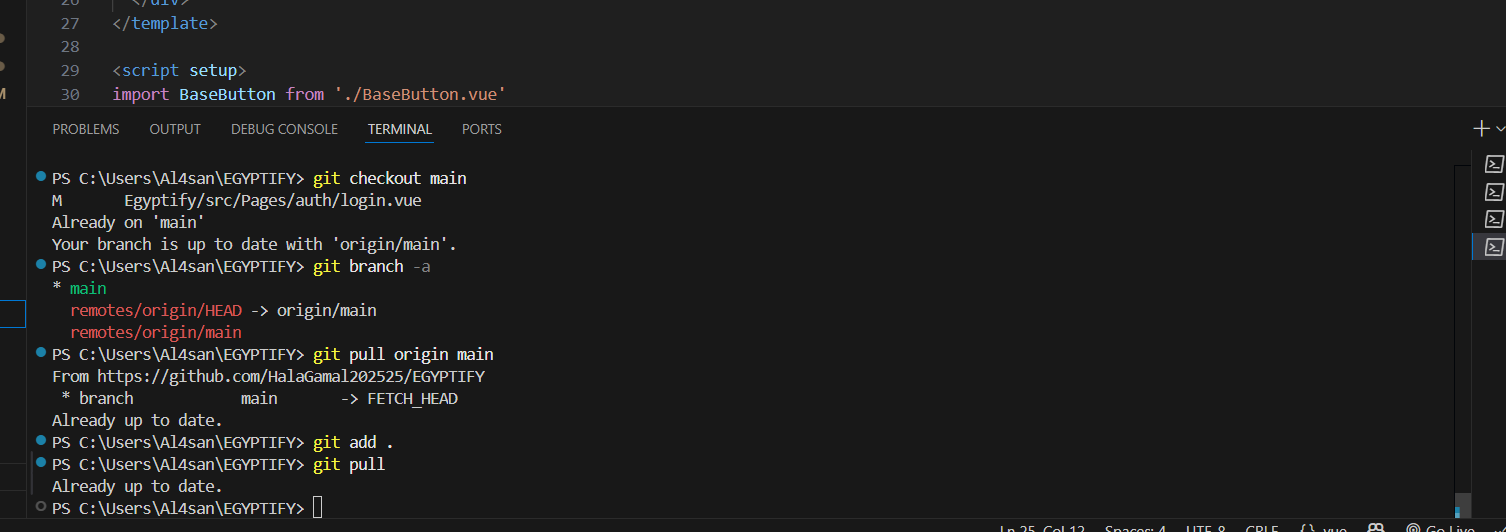 26 </div>
27 </template>
28
29 <script setup>
30 import BaseButton from './BaseButton.vue'
M
PROBLEMS OUTPUT DEBUG CONSOLE TERMINAL PORTS
PS C:\Users\Al4san\EGYPTIFY> git checkout main
M Egyptify/src/Pages/auth/login.vue
Already on 'main'
Your branch is up to date with 'origin/main'.
PS C:\Users\Al4san\EGYPTIFY> git branch -a
* main
remotes/origin/HEAD -> origin/main
remotes/origin/main
PS C:\Users\Al4san\EGYPTIFY> git pull origin main
From https://github.com/HalaGamal202525/EGYPTIFY
* branch main -> FETCH_HEAD
Already up to date.
PS C:\Users\Al4san\EGYPTIFY> git add .
PS C:\Users\Al4san\EGYPTIFY> git pull
Already up to date.
PS C:\Users\Al4san\EGYPTIFY>
Ln 25, Col 12 Spaces: 4 UTF-8 CRLF {} vue Go Live